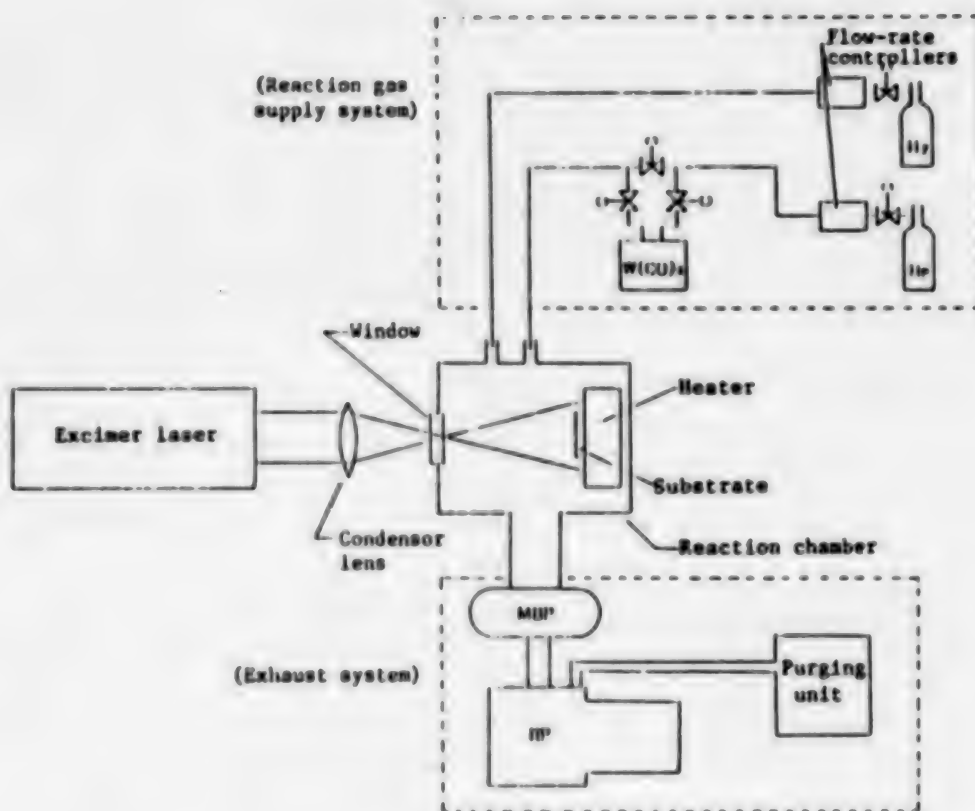 Flow-rate
controllers
(Reaction gas
supply system)
H₂
W(CO)₆
He
Window
Excimer laser
Heater
Substrate
Condensor
lens
Reaction chamber
MBP
(Exhaust system)
Purging
unit
RP